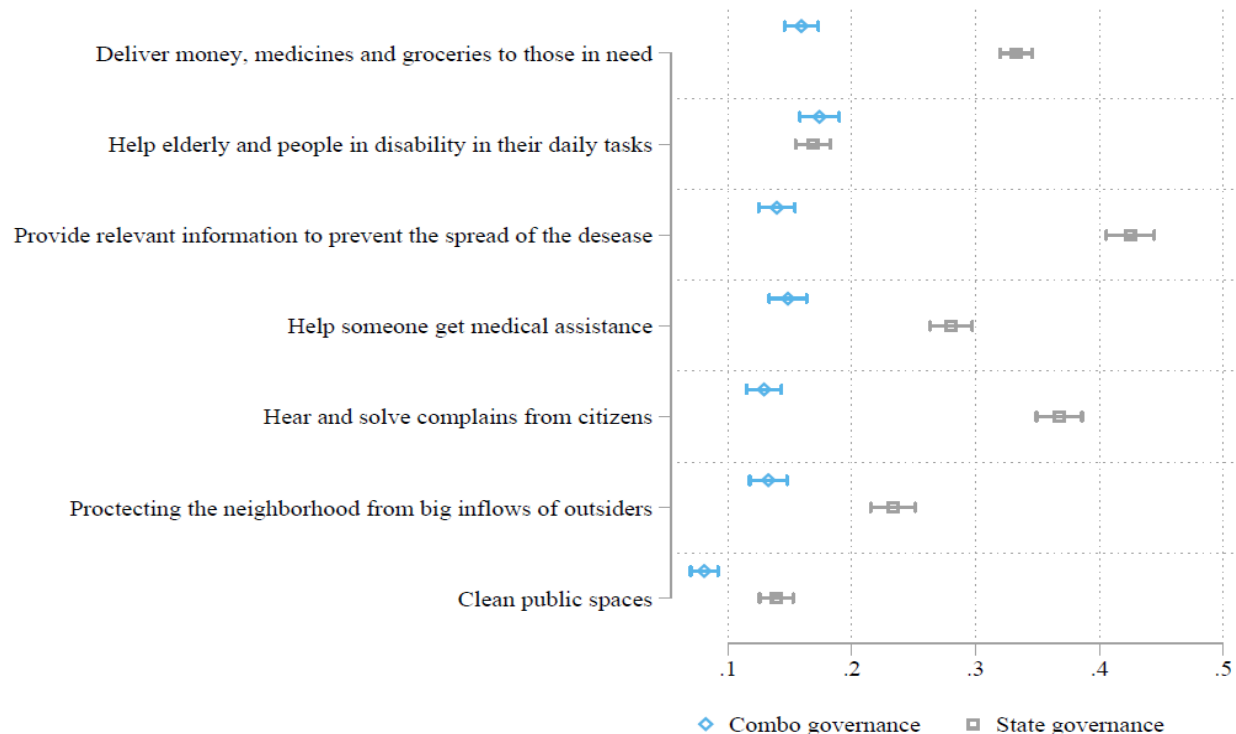 Deliver money, medicines and groceries to those in need
Help elderly and people in disability in their daily tasks
Provide relevant information to prevent the spread of the desease
Help someone get medical assistance
Hear and solve complains from citizens
Proctecting the neighborhood from big inflows of outsiders
Clean public spaces
.1 .2 .3 .4 .5
Combo governance State governance